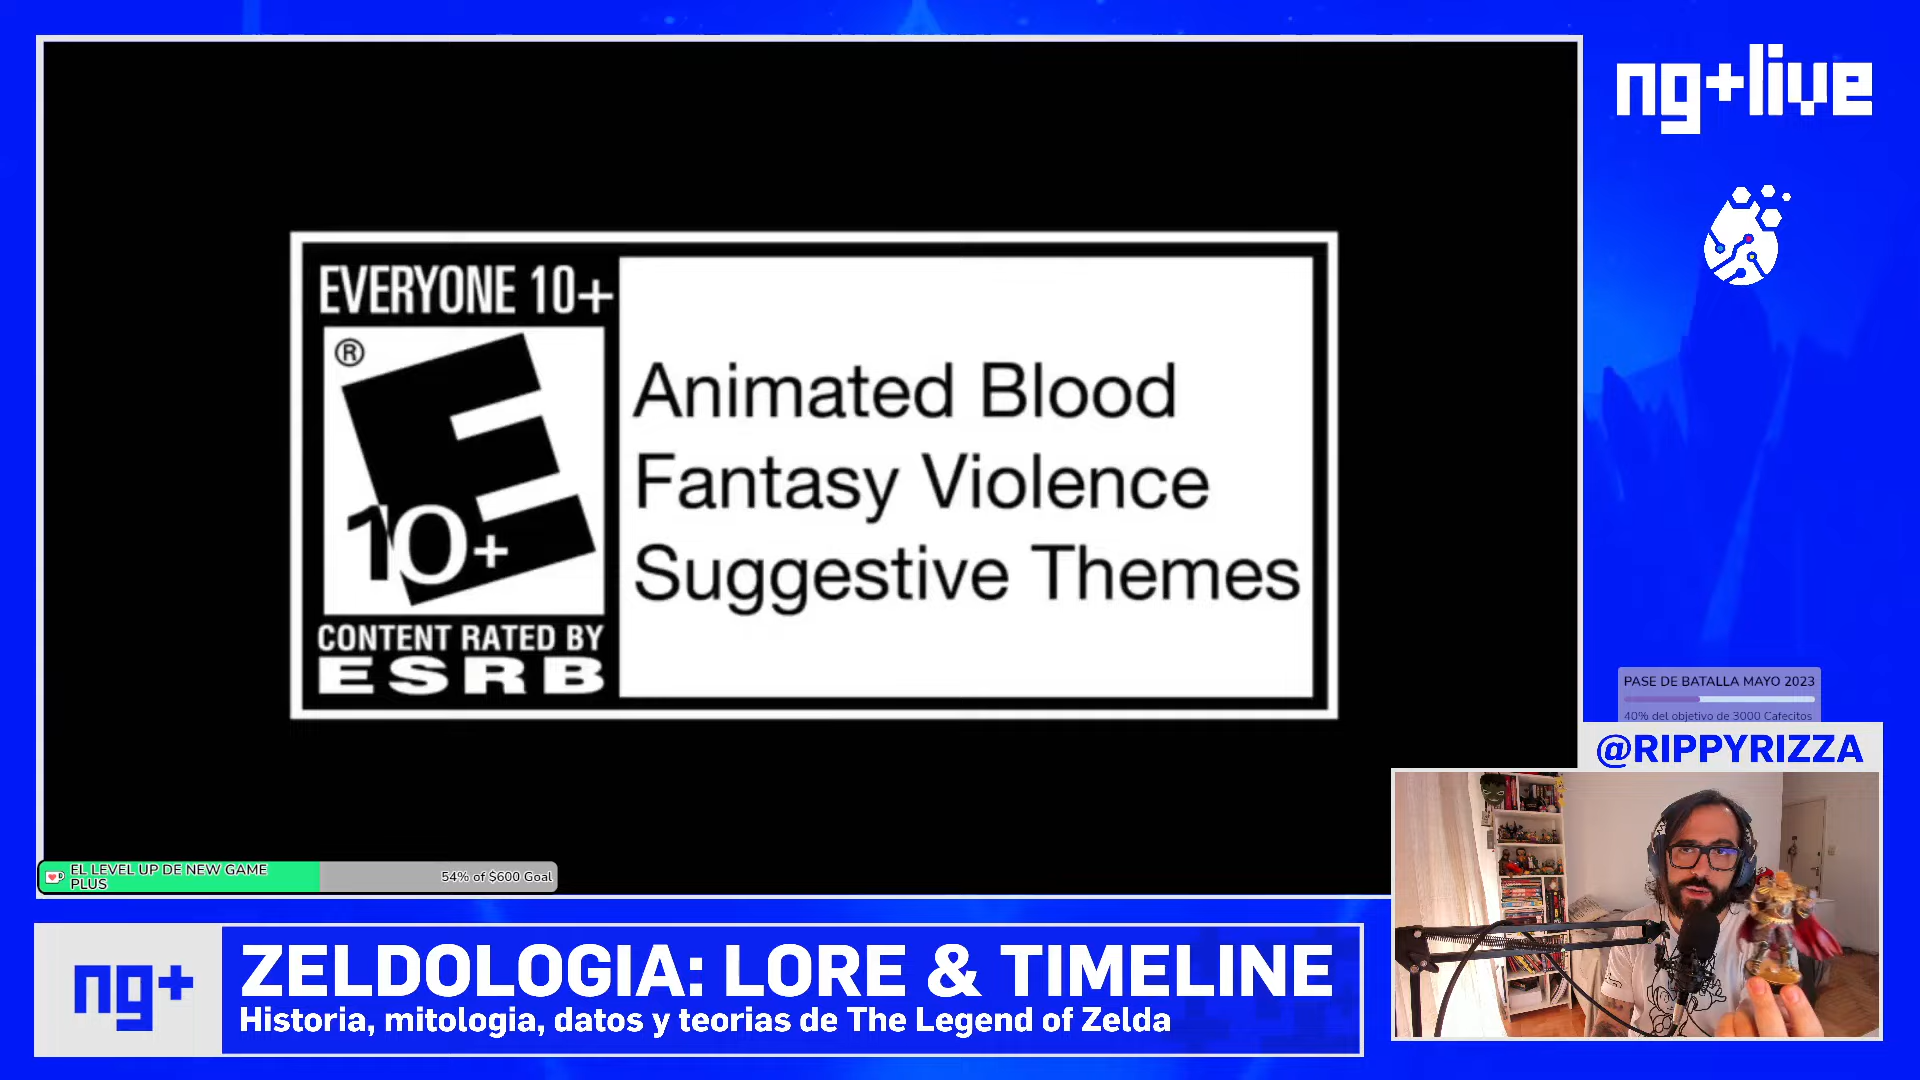 ng+live
EVERYONE 10+
®
E
10+
CONTENT RATED BY
ESRB
Animated Blood
Fantasy Violence
Suggestive Themes
PASE DE BATALLA MAYO 2023
40% del objetivo de 3000 Cafecitos
@RIPPYRIZZA
EL LEVEL UP DE NEW GAME
PLUS
54% of $600 Goal
ng+
ZELDOLOGIA: LORE & TIMELINE
Historia, mitologia, datos y teorias de The Legend of Zelda